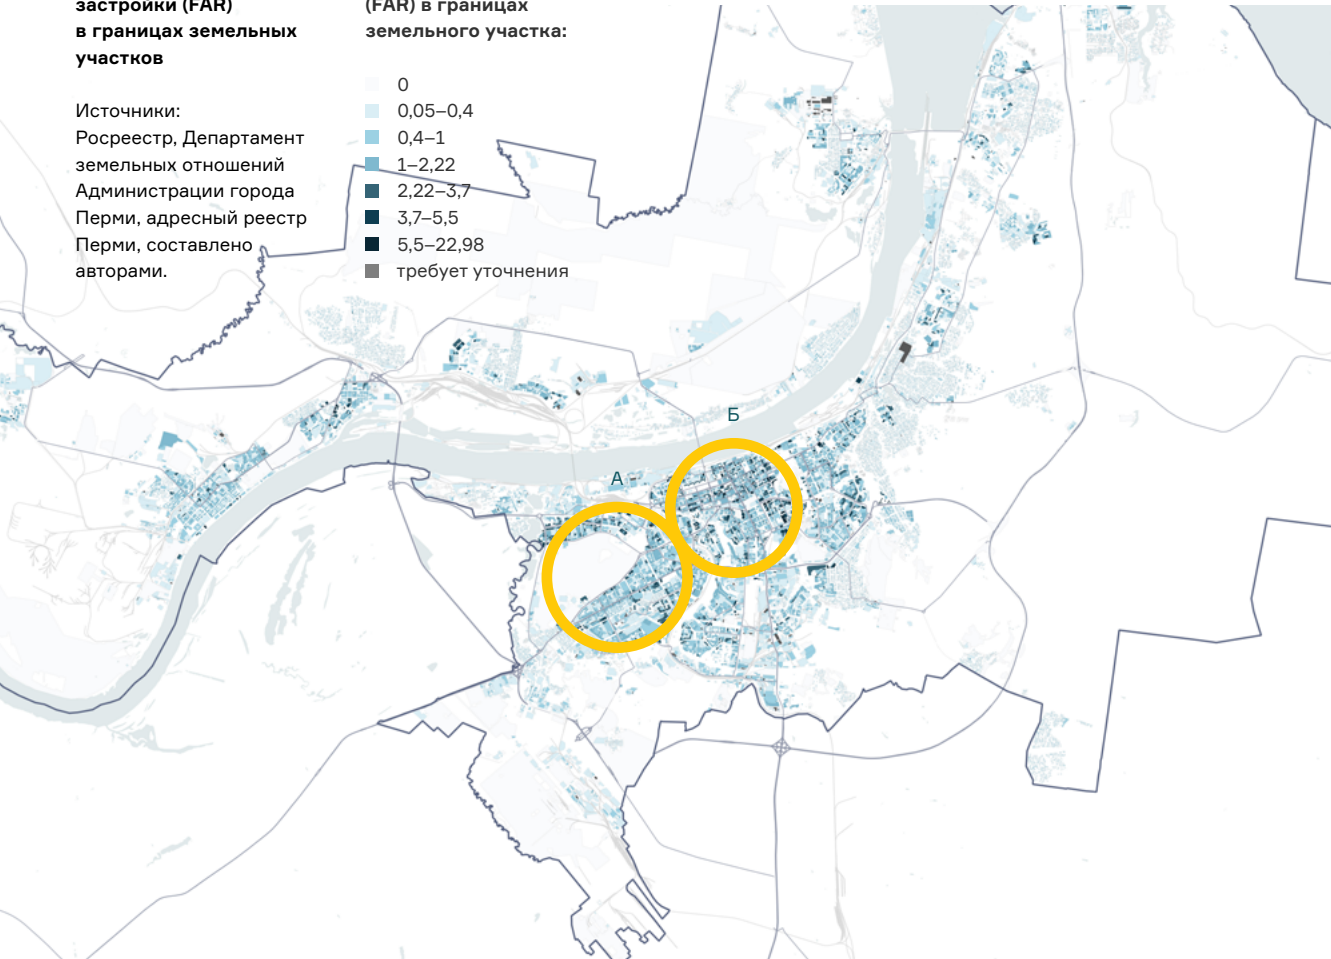 застройки (FAR)
в границах земельных
участков
Источники:
Росреестр, Департамент
земельных отношений
Администрации города
Перми, адресный реестр
Перми, составлено
авторами.
(FAR) в границах
земельного участка:
0
0,05–0,4
0,4–1
1–2,22
2,22–3,7
3,7–5,5
5,5–22,98
требует уточнения
Б
А